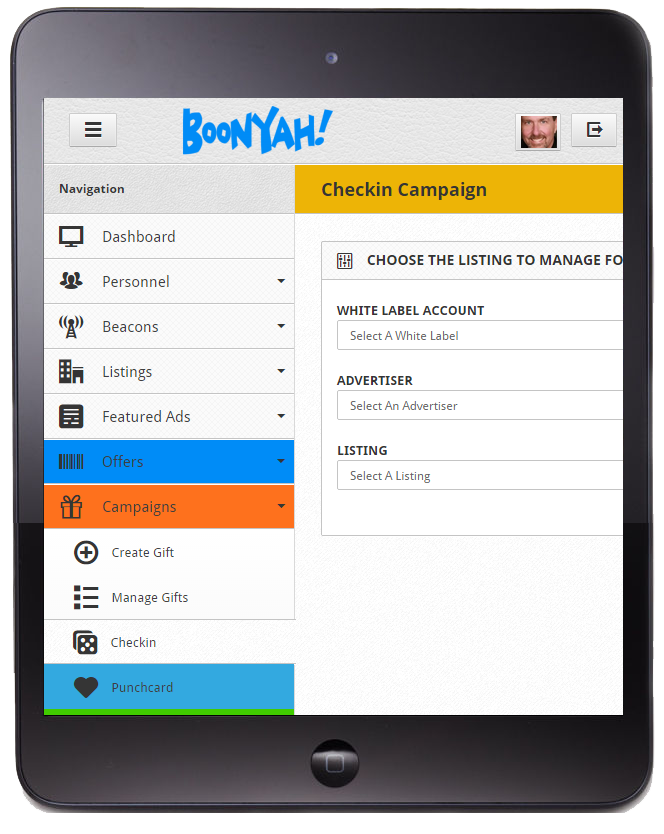 BOONYAH!
Navigation
Checkin Campaign
Dashboard
Personnel
Beacons
Listings
Featured Ads
Offers
Campaigns
Create Gift
Manage Gifts
Checkin
Punchcard
CHOOSE THE LISTING TO MANAGE FO
WHITE LABEL ACCOUNT
Select A White Label
ADVERTISER
Select An Advertiser
LISTING
Select A Listing